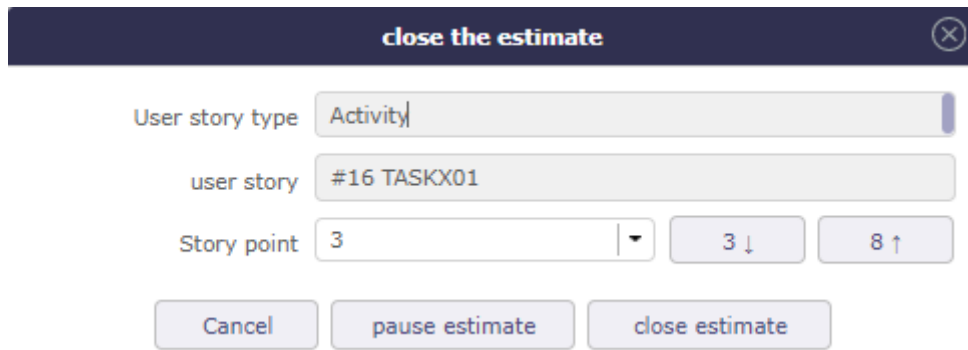 close the estimate
User story type Activity
user story #16 TASKX01
Story point 3 3 ↓ 8 ↑
Cancel pause estimate close estimate